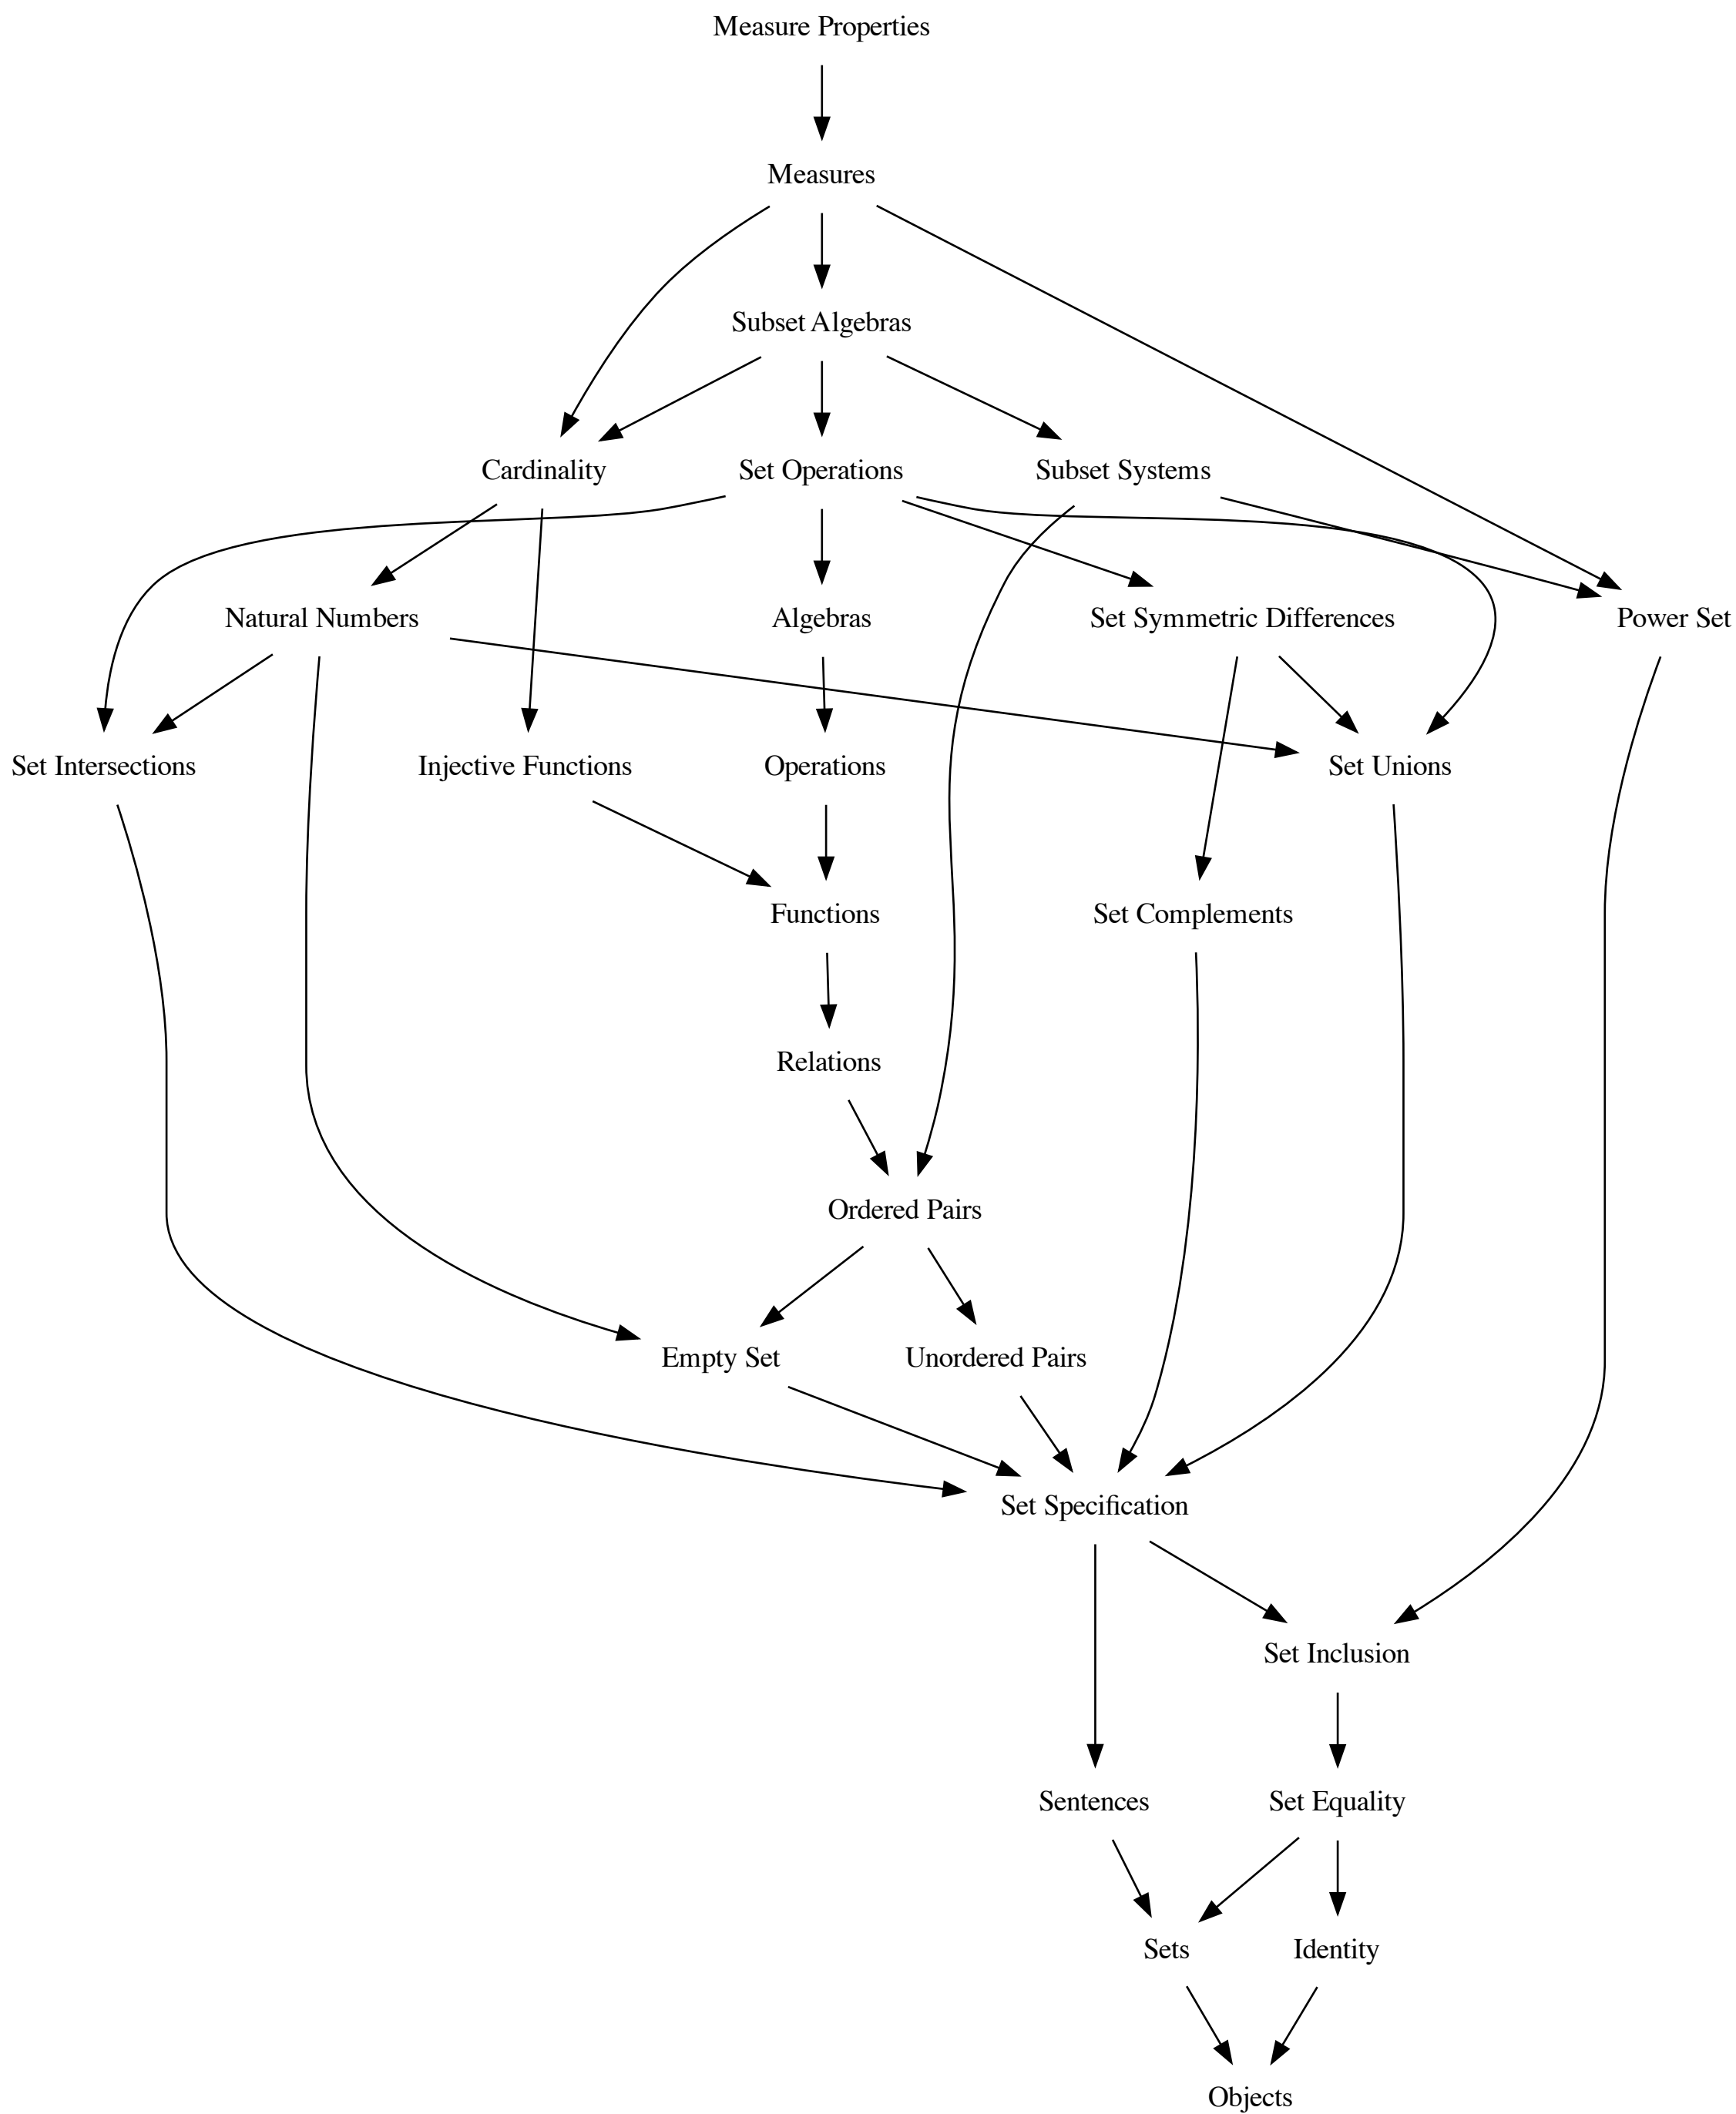 Measure Properties
Measures
Subset Algebras
Cardinality
Set Operations
Subset Systems
Natural Numbers
Algebras
Set Symmetric Differences
Power Set
Set Intersections
Injective Functions
Operations
Set Unions
Functions
Set Complements
Relations
Ordered Pairs
Empty Set
Unordered Pairs
Set Specification
Set Inclusion
Sentences
Set Equality
Sets
Identity
Objects